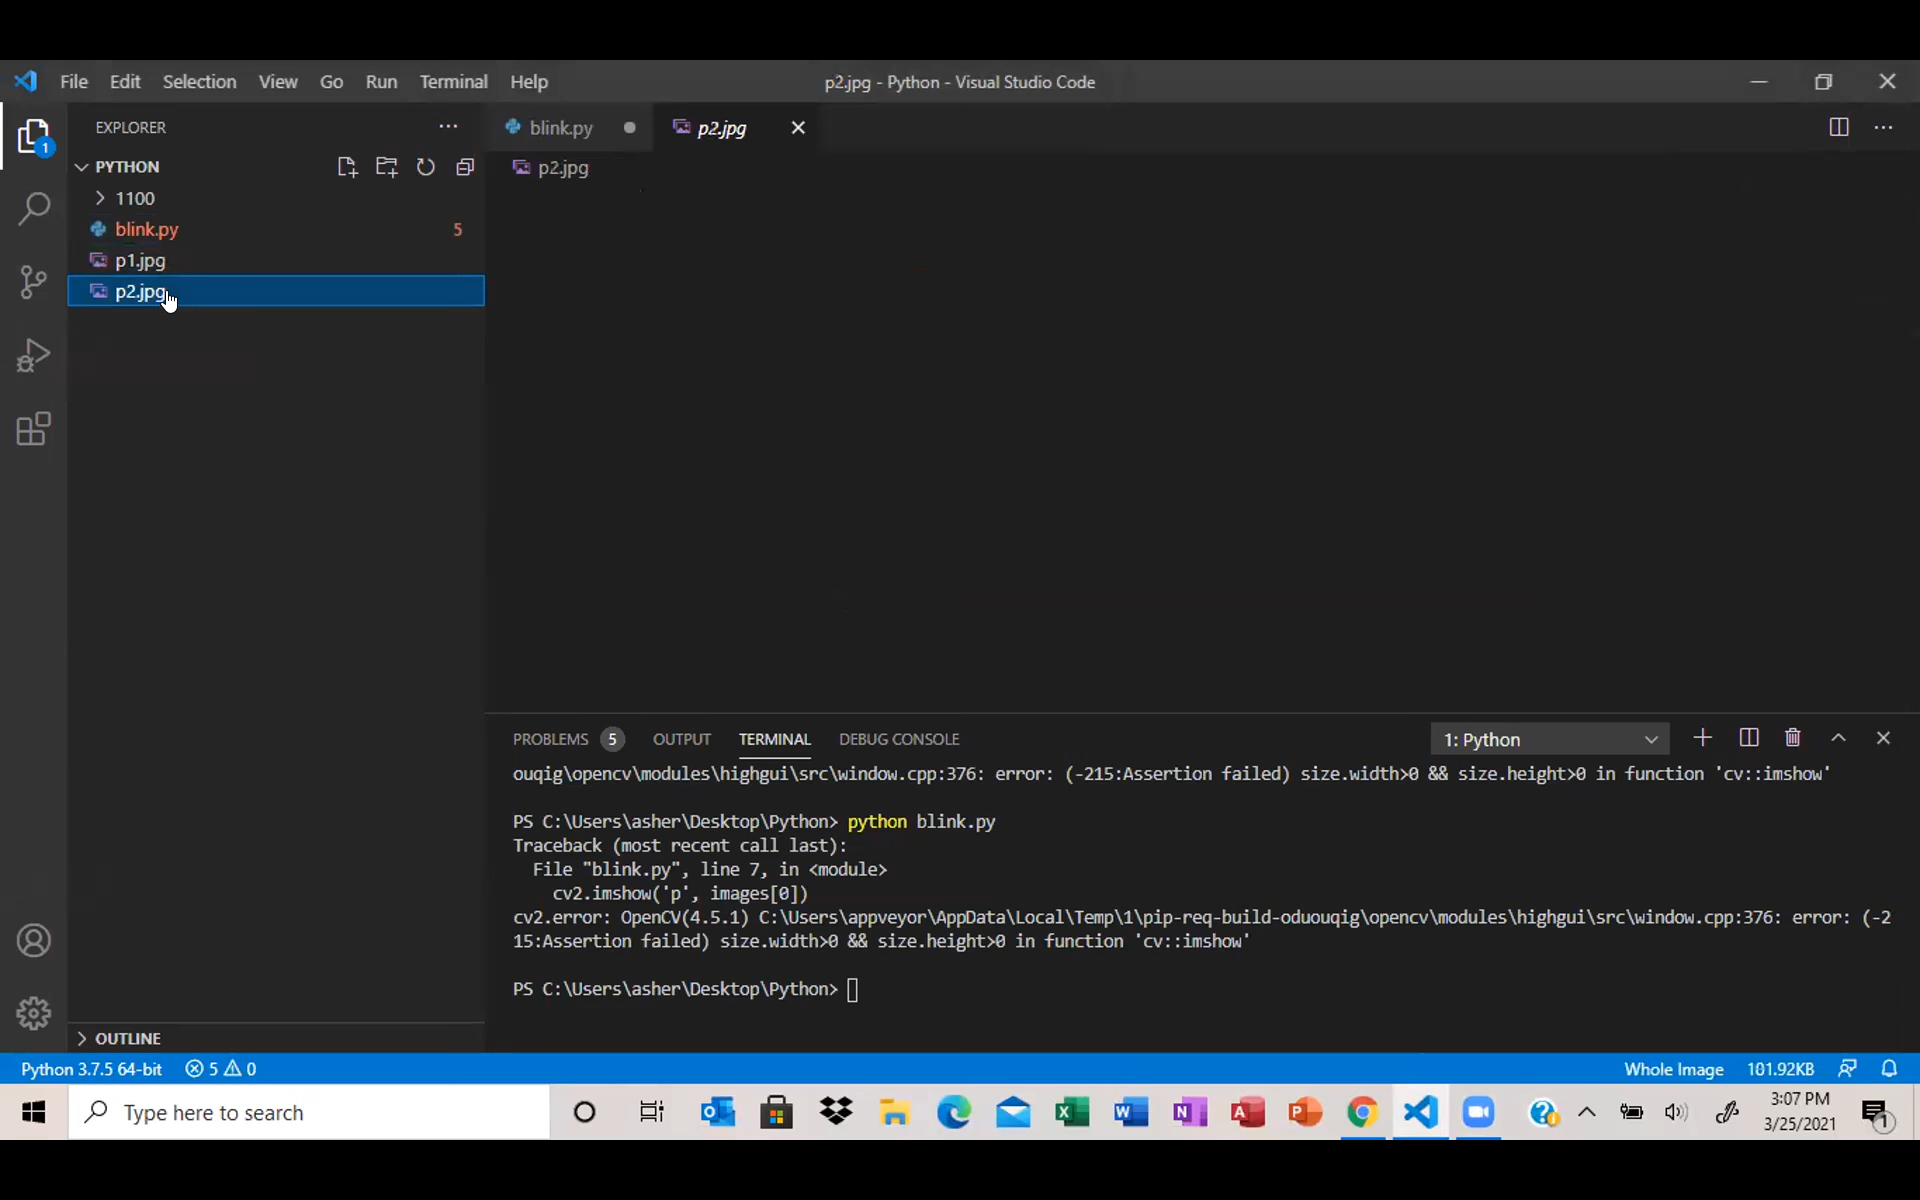 File Edit Selection View Go Run Terminal Help
p2.jpg - Python - Visual Studio Code
EXPLORER
blink.py
p2.jpg
1
PYTHON
p2.jpg
1100
blink.py 5
p1.jpg
p2.jpg
PROBLEMS 5 OUTPUT TERMINAL DEBUG CONSOLE
1: Python
ouqig\opencv\modules\highgui\src\window.cpp:376: error: (-215:Assertion failed) size.width>0 && size.height>0 in function 'cv::imshow'
PS C:\Users\asher\Desktop\Python> python blink.py
Traceback (most recent call last):
File "blink.py", line 7, in <module>
cv2.imshow('p', images[0])
cv2.error: OpenCV(4.5.1) C:\Users\appveyor\AppData\Local\Temp\1\pip-req-build-oduouqig\opencv\modules\highgui\src\window.cpp:376: error: (-2
15:Assertion failed) size.width>0 && size.height>0 in function 'cv::imshow'
PS C:\Users\asher\Desktop\Python>
OUTLINE
Python 3.7.5 64-bit 5 0
Whole Image 101.92KB
Type here to search
3:07 PM
3/25/2021
1